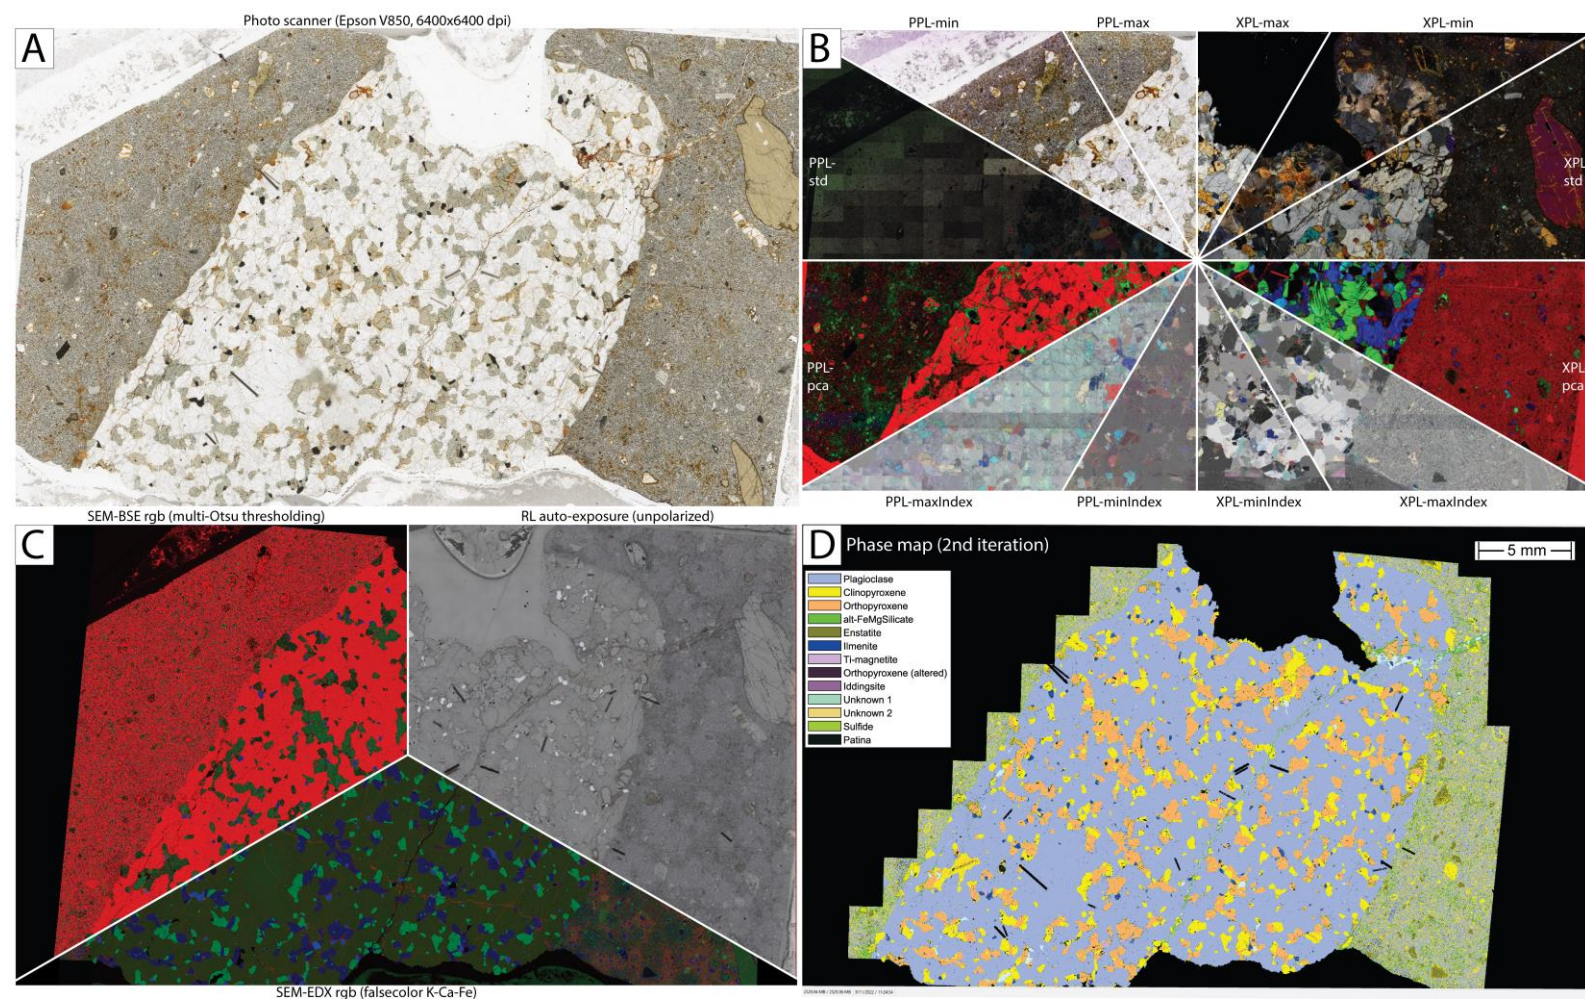 Photo scanner (Epson V850, 6400x6400 dpi)
A
PPL-min
PPL-max
XPL-max
XPL-min
B
PPL-
std
XPL
std
PPL-
pca
XPL
pca
PPL-maxIndex
PPL-minIndex
XPL-minIndex
XPL-maxIndex
SEM-BSE rgb (multi-Otsu thresholding)
RL auto-exposure (unpolarized)
C
SEM-EDX rgb (falsecolor K-Ca-Fe)
D
Phase map (2nd iteration)
5 mm
Plagioclase
Clinopyroxene
Orthopyroxene
alt-FeMgSilicate
Enstatite
Ilmenite
Ti-magnetite
Orthopyroxene (altered)
Iddingsite
Unknown 1
Unknown 2
Sulfide
Patina